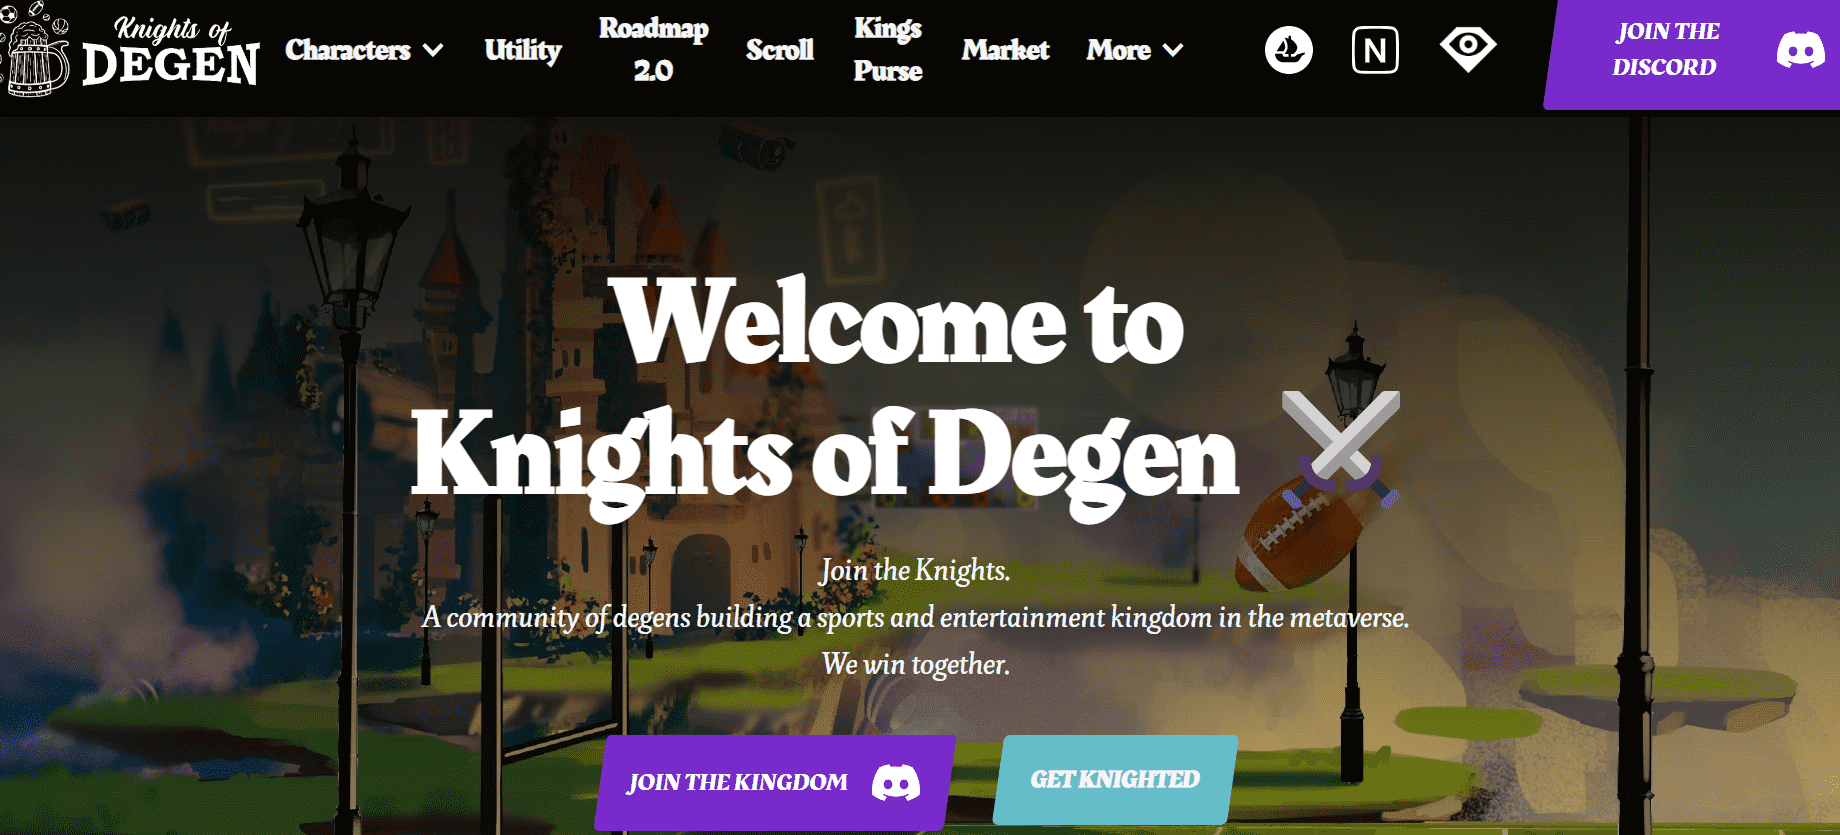 Knights of
DEGEN
Characters
Utility
Roadmap
2.0
Scroll
Kings
Purse
Market
More
N
JOIN THE
DISCORD
Welcome to
Knights of Degen
Join the Knights.
A community of degens building a sports and entertainment kingdom in the metaverse.
We win together.
JOIN THE KINGDOM
GET KNIGHTED